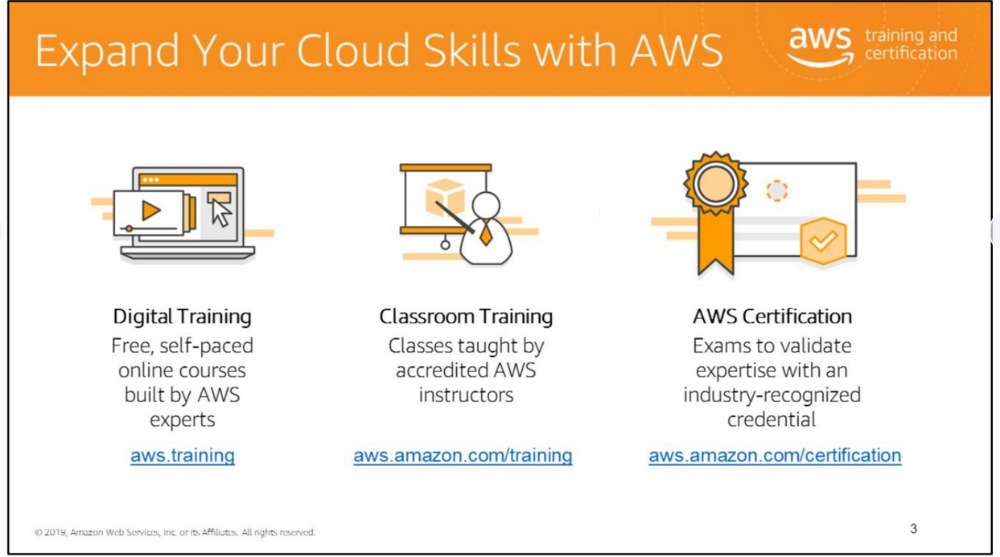 Expand Your Cloud Skills with AWS
aws training and
certification
Digital Training
Free, self-paced
online courses
built by AWS
experts
aws.training
Classroom Training
Classes taught by
accredited AWS
instructors
aws.amazon.com/training
AWS Certification
Exams to validate
expertise with an
industry-recognized
credential
aws.amazon.com/certification
© 2019, Amazon Web Services, Inc. or its Affiliates. All rights reserved.
3